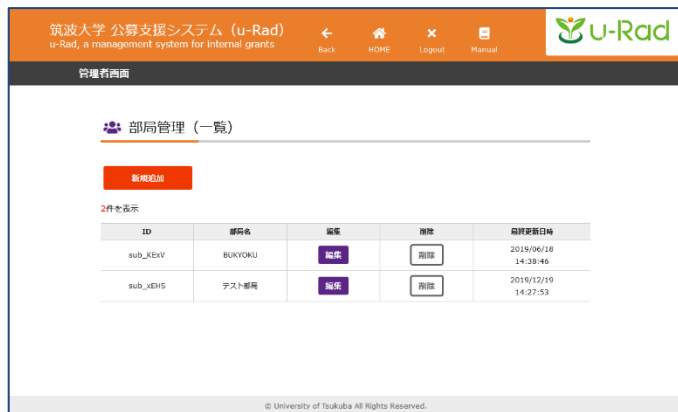 筑波大学 公募支援システム（u-Rad）
u-Rad, a management system for internal grants
Back HOME Logout Manual
u-Rad
管理者画面
部局管理（一覧）
新規追加
2件を表示
ID 部局名 編集 削除 最終更新日時
sub_KExV BUKYOKU 編集 削除 2019/06/18
14:38:46
sub_xEHS テスト部局 編集 削除 2019/12/19
14:27:53
© University of Tsukuba All Rights Reserved.